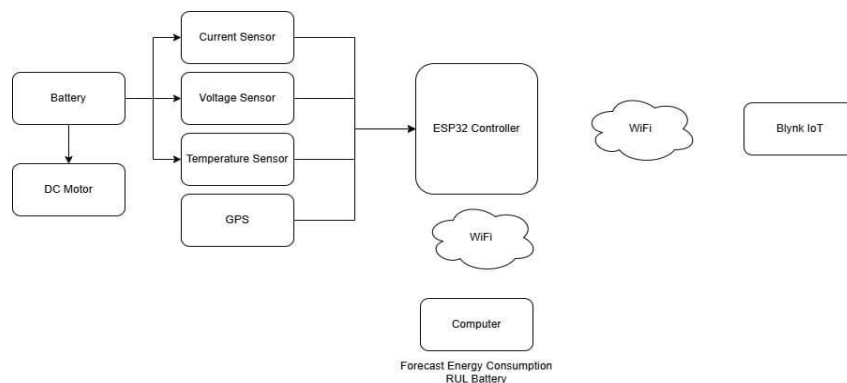 Current Sensor
Battery
Voltage Sensor
ESP32 Controller
WiFi
Blynk IoT
Temperature Sensor
DC Motor
GPS
WiFi
Computer
Forecast Energy Consumption
RUL Battery